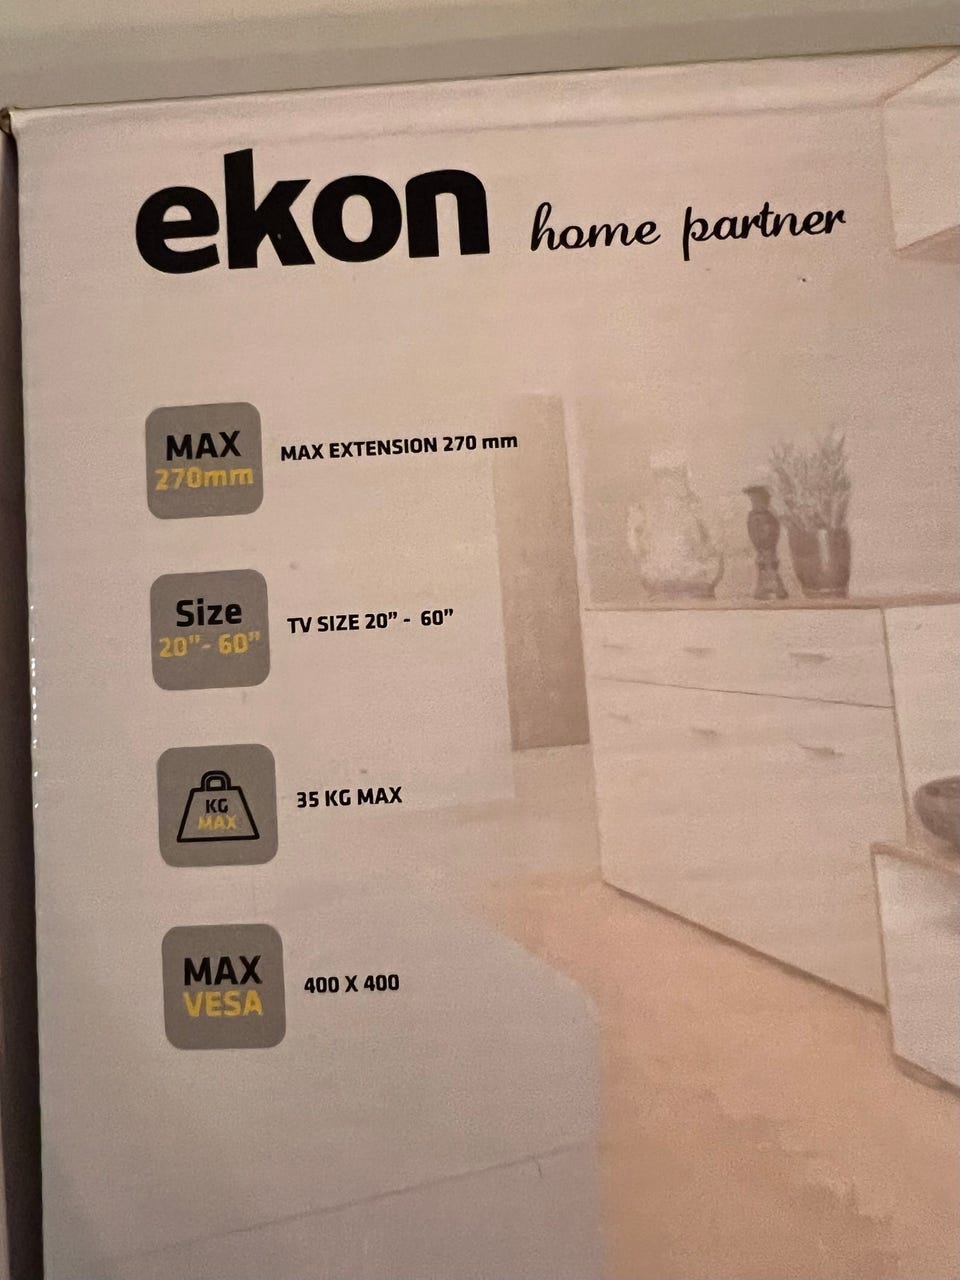 ekon home partner
MAX
270mm
MAX EXTENSION 270 mm
Size
20”- 60”
TV SIZE 20” - 60”
KG
MAX
35 KG MAX
MAX
VESA
400 X 400